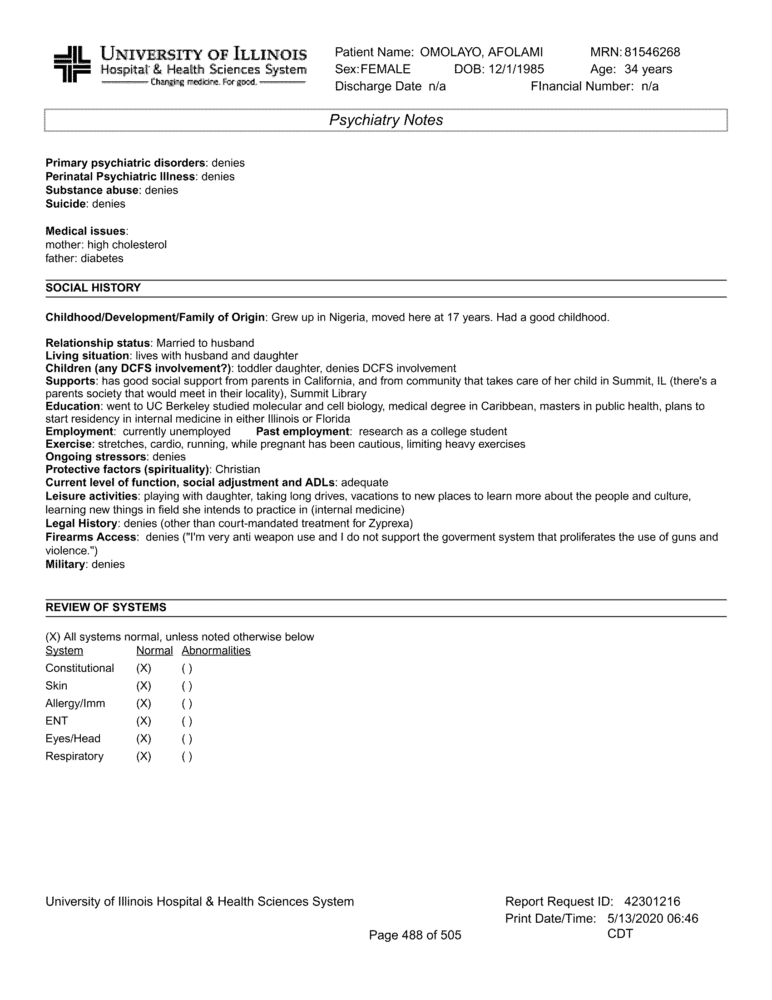 UNIVERSITY OF ILLINOIS
Hospital & Health Sciences System
Changing medicine. For good.
Patient Name: OMOLAYO, AFOLAMI MRN: 81546268
Sex: FEMALE DOB: 12/1/1985 Age: 34 years
Discharge Date n/a FInancial Number: n/a
Psychiatry Notes
Primary psychiatric disorders: denies
Perinatal Psychiatric Illness: denies
Substance abuse: denies
Suicide: denies
Medical issues:
mother: high cholesterol
father: diabetes
SOCIAL HISTORY
Childhood/Development/Family of Origin: Grew up in Nigeria, moved here at 17 years. Had a good childhood.
Relationship status: Married to husband
Living situation: lives with husband and daughter
Children (any DCFS involvement?): toddler daughter, denies DCFS involvement
Supports: has good social support from parents in California, and from community that takes care of her child in Summit, IL (there's a
parents society that would meet in their locality), Summit Library
Education: went to UC Berkeley studied molecular and cell biology, medical degree in Caribbean, masters in public health, plans to
start residency in internal medicine in either Illinois or Florida
Employment: currently unemployed Past employment: research as a college student
Exercise: stretches, cardio, running, while pregnant has been cautious, limiting heavy exercises
Ongoing stressors: denies
Protective factors (spirituality): Christian
Current level of function, social adjustment and ADLs: adequate
Leisure activities: playing with daughter, taking long drives, vacations to new places to learn more about the people and culture,
learning new things in field she intends to practice in (internal medicine)
Legal History: denies (other than court-mandated treatment for Zyprexa)
Firearms Access: denies ("I'm very anti weapon use and I do not support the goverment system that proliferates the use of guns and
violence.")
Military: denies
REVIEW OF SYSTEMS
(X) All systems normal, unless noted otherwise below
System Normal Abnormalities
Constitutional (X) ( )
Skin (X) ( )
Allergy/Imm (X) ( )
ENT (X) ( )
Eyes/Head (X) ( )
Respiratory (X) ( )
University of Illinois Hospital & Health Sciences System Report Request ID: 42301216
Print Date/Time: 5/13/2020 06:46
Page 488 of 505 CDT